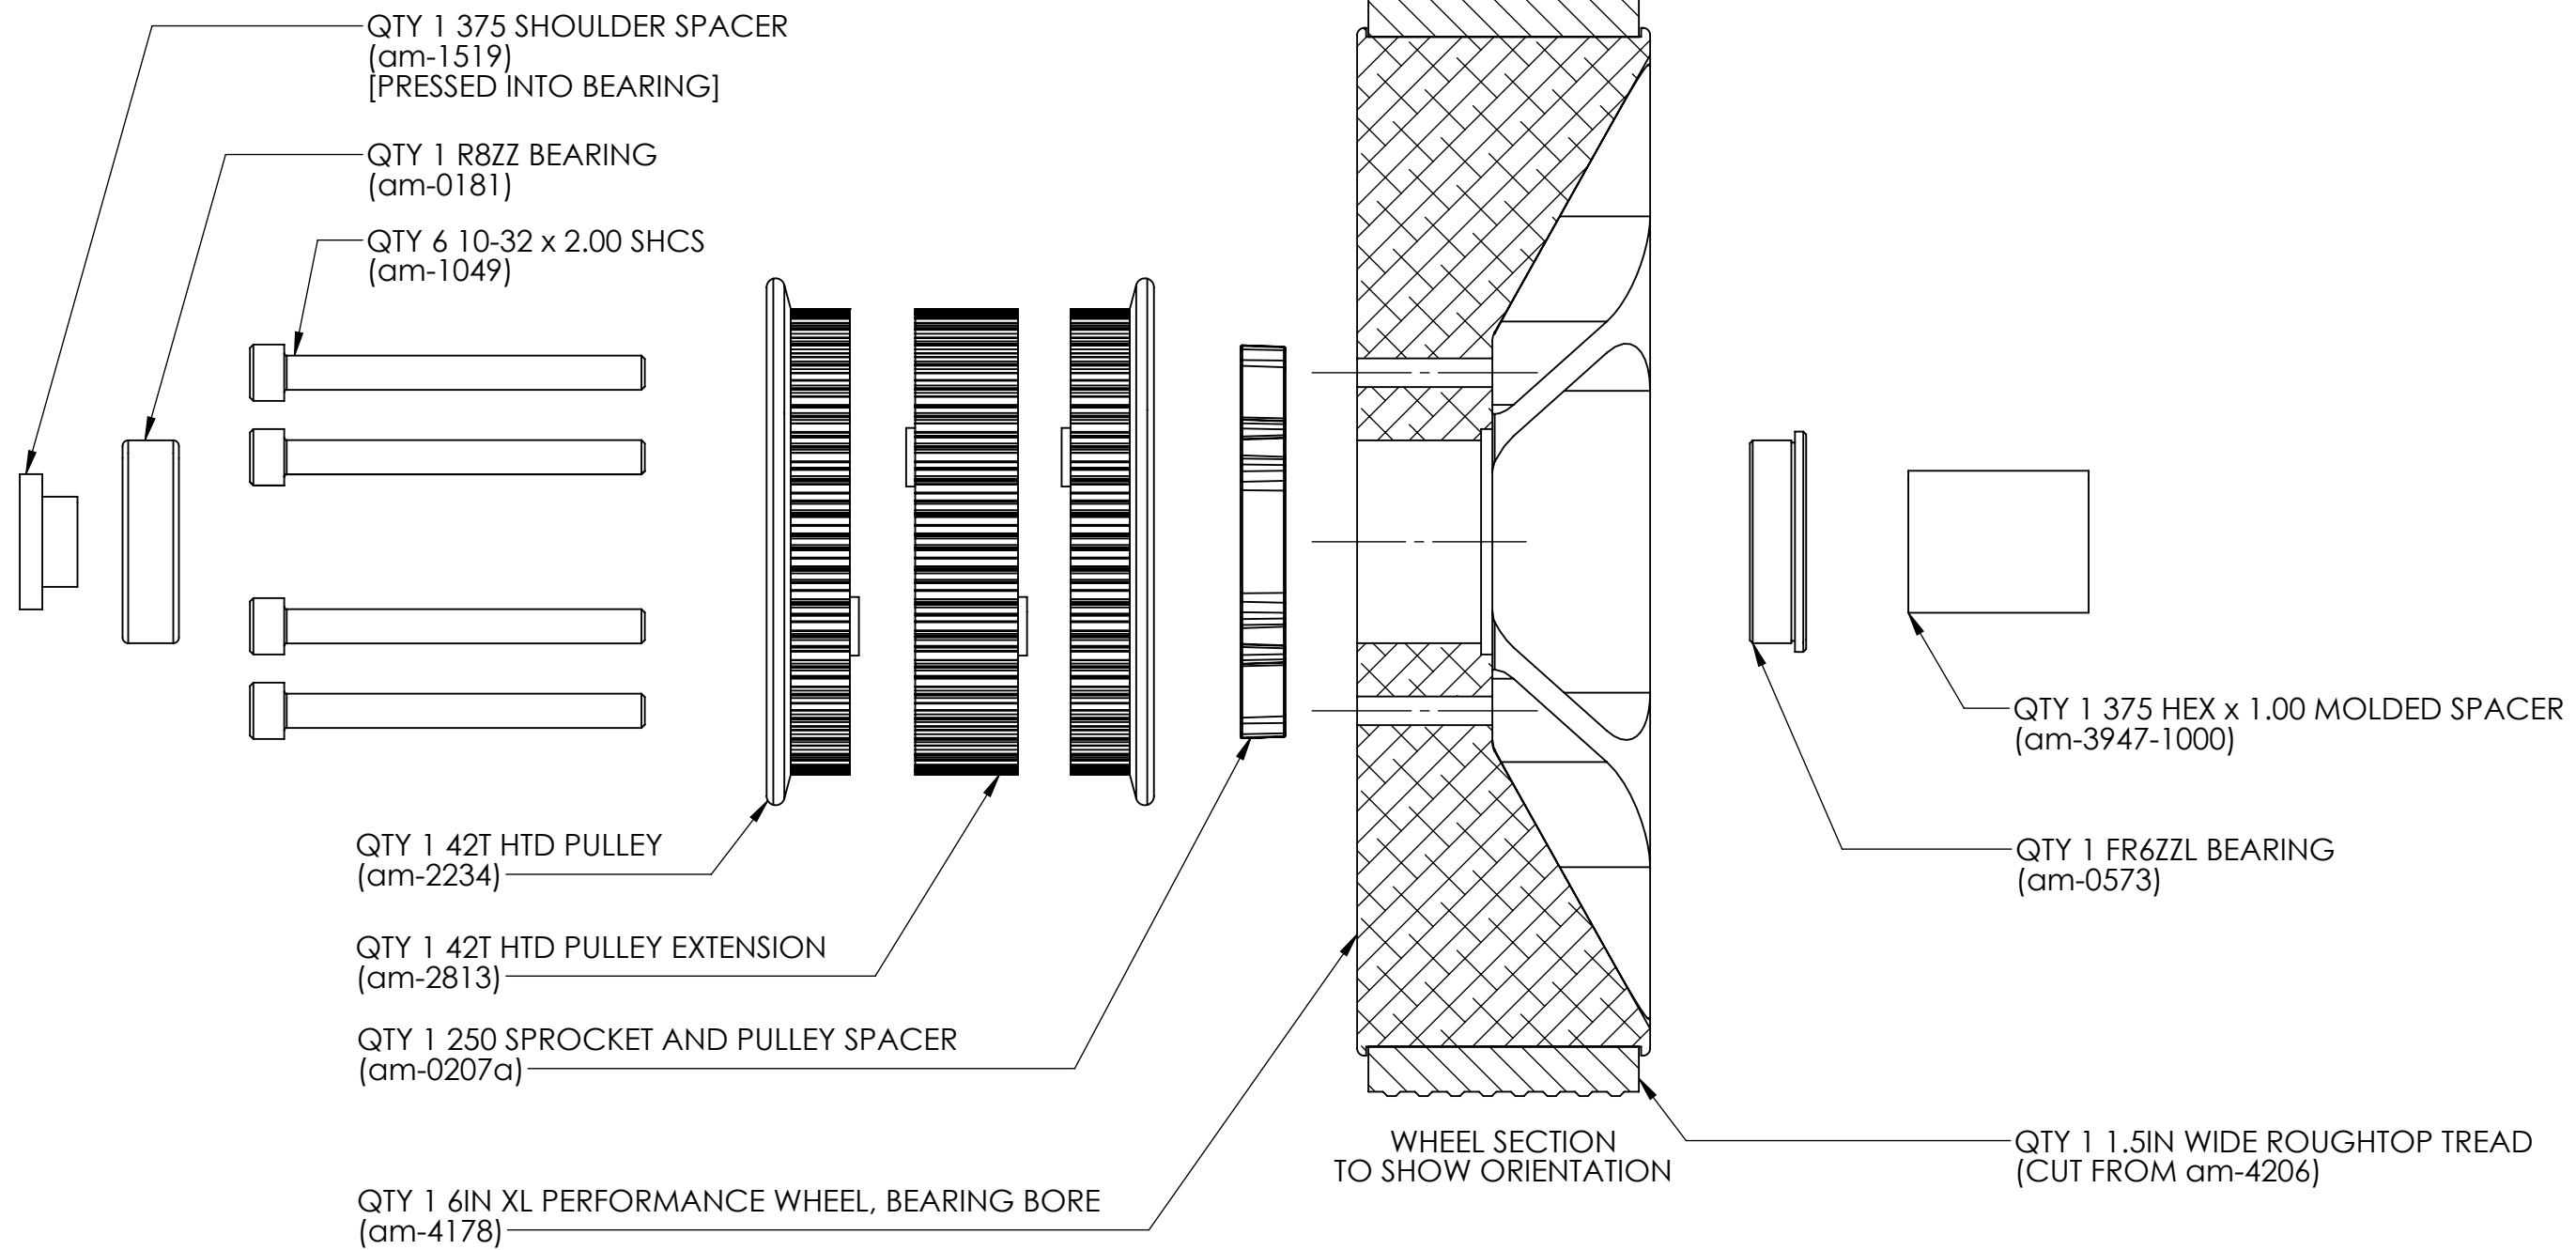 QTY 1 375 SHOULDER SPACER
(am-1519)
[PRESSED INTO BEARING]
QTY 1 R8ZZ BEARING
(am-0181)
QTY 6 10-32 x 2.00 SHCS
(am-1049)
QTY 1 42T HTD PULLEY
(am-2234)
QTY 1 42T HTD PULLEY EXTENSION
(am-2813)
QTY 1 250 SPROCKET AND PULLEY SPACER
(am-0207a)
QTY 1 6IN XL PERFORMANCE WHEEL, BEARING BORE
(am-4178)
WHEEL SECTION
TO SHOW ORIENTATION
QTY 1 375 HEX x 1.00 MOLDED SPACER
(am-3947-1000)
QTY 1 FR6ZZL BEARING
(am-0573)
QTY 1 1.5IN WIDE ROUGHTOP TREAD
(CUT FROM am-4206)